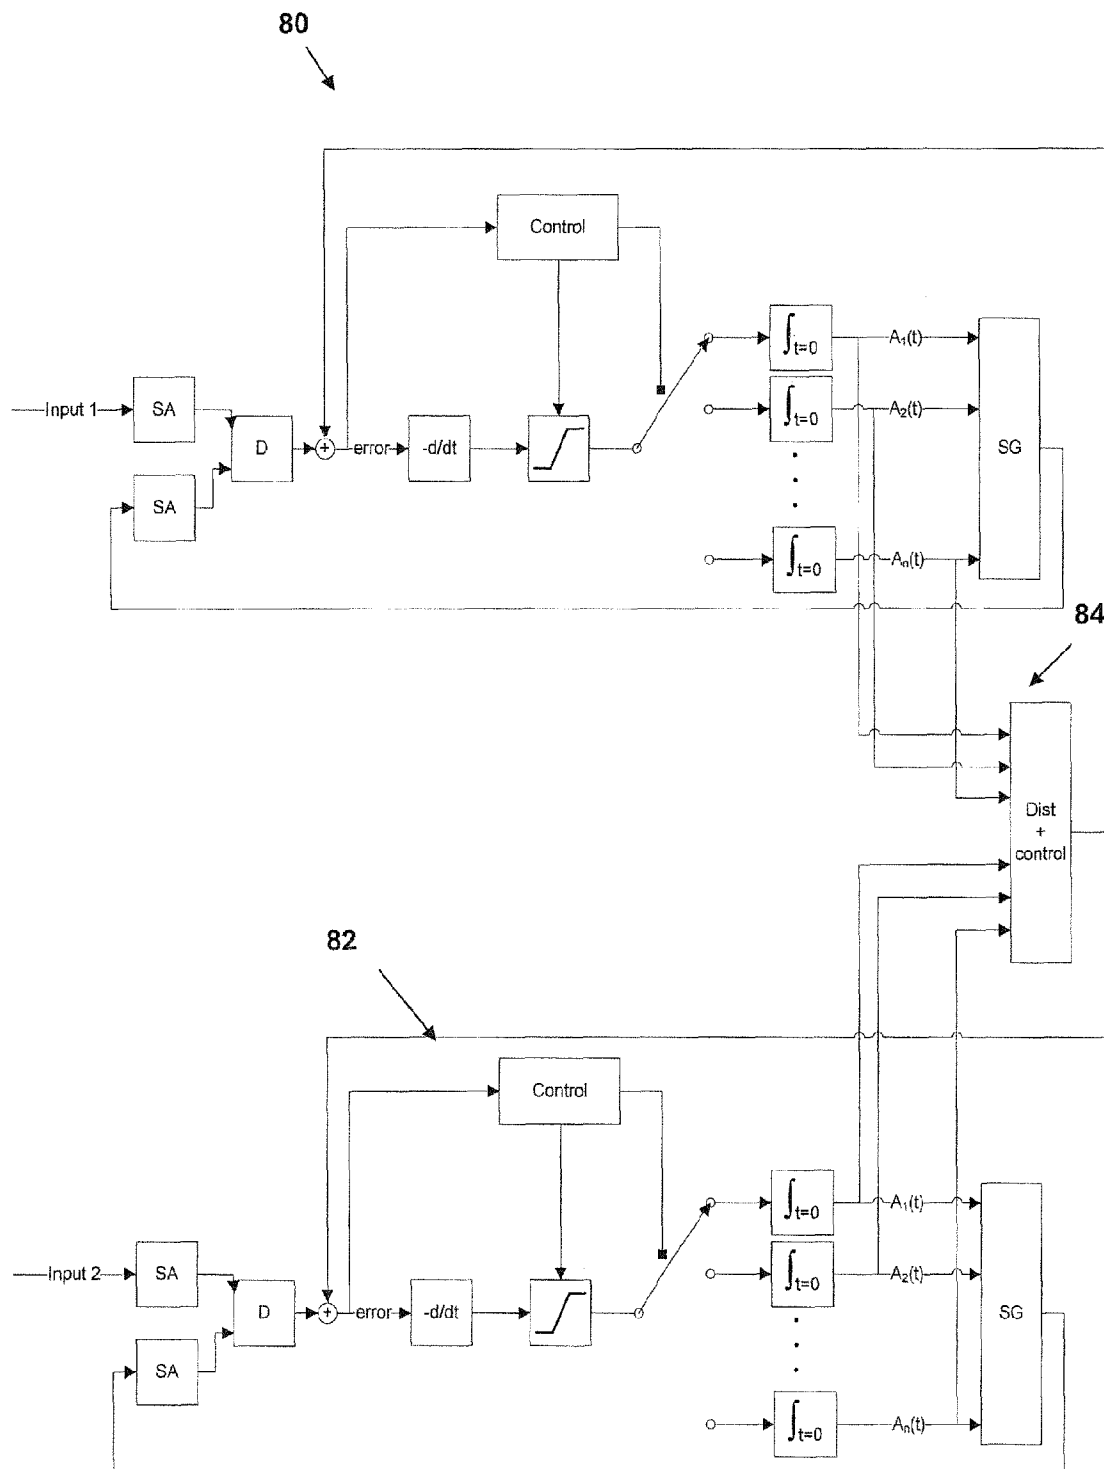 80
Control
∫t=0
A1(t)
Input 1
SA
∫t=0
A2(t)
D
+
error
-d/dt
SG
SA
∫t=0
An(t)
84
Dist
+
control
82
Control
∫t=0
A1(t)
Input 2
SA
∫t=0
A2(t)
D
+
error
-d/dt
SG
SA
∫t=0
An(t)